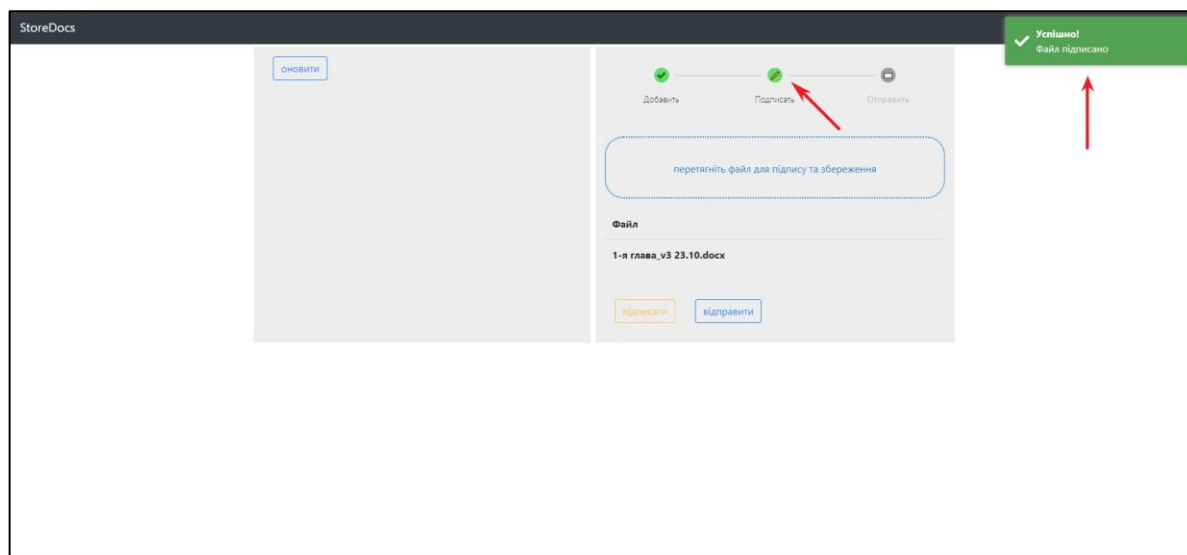 StoreDocs
Успішно!
Файл підписано
оновити
Добавить
Подписать
Отправить
перетягніть файл для підпису та збереження
Файл
1-я глава_v3 23.10.docx
підписати
відправити